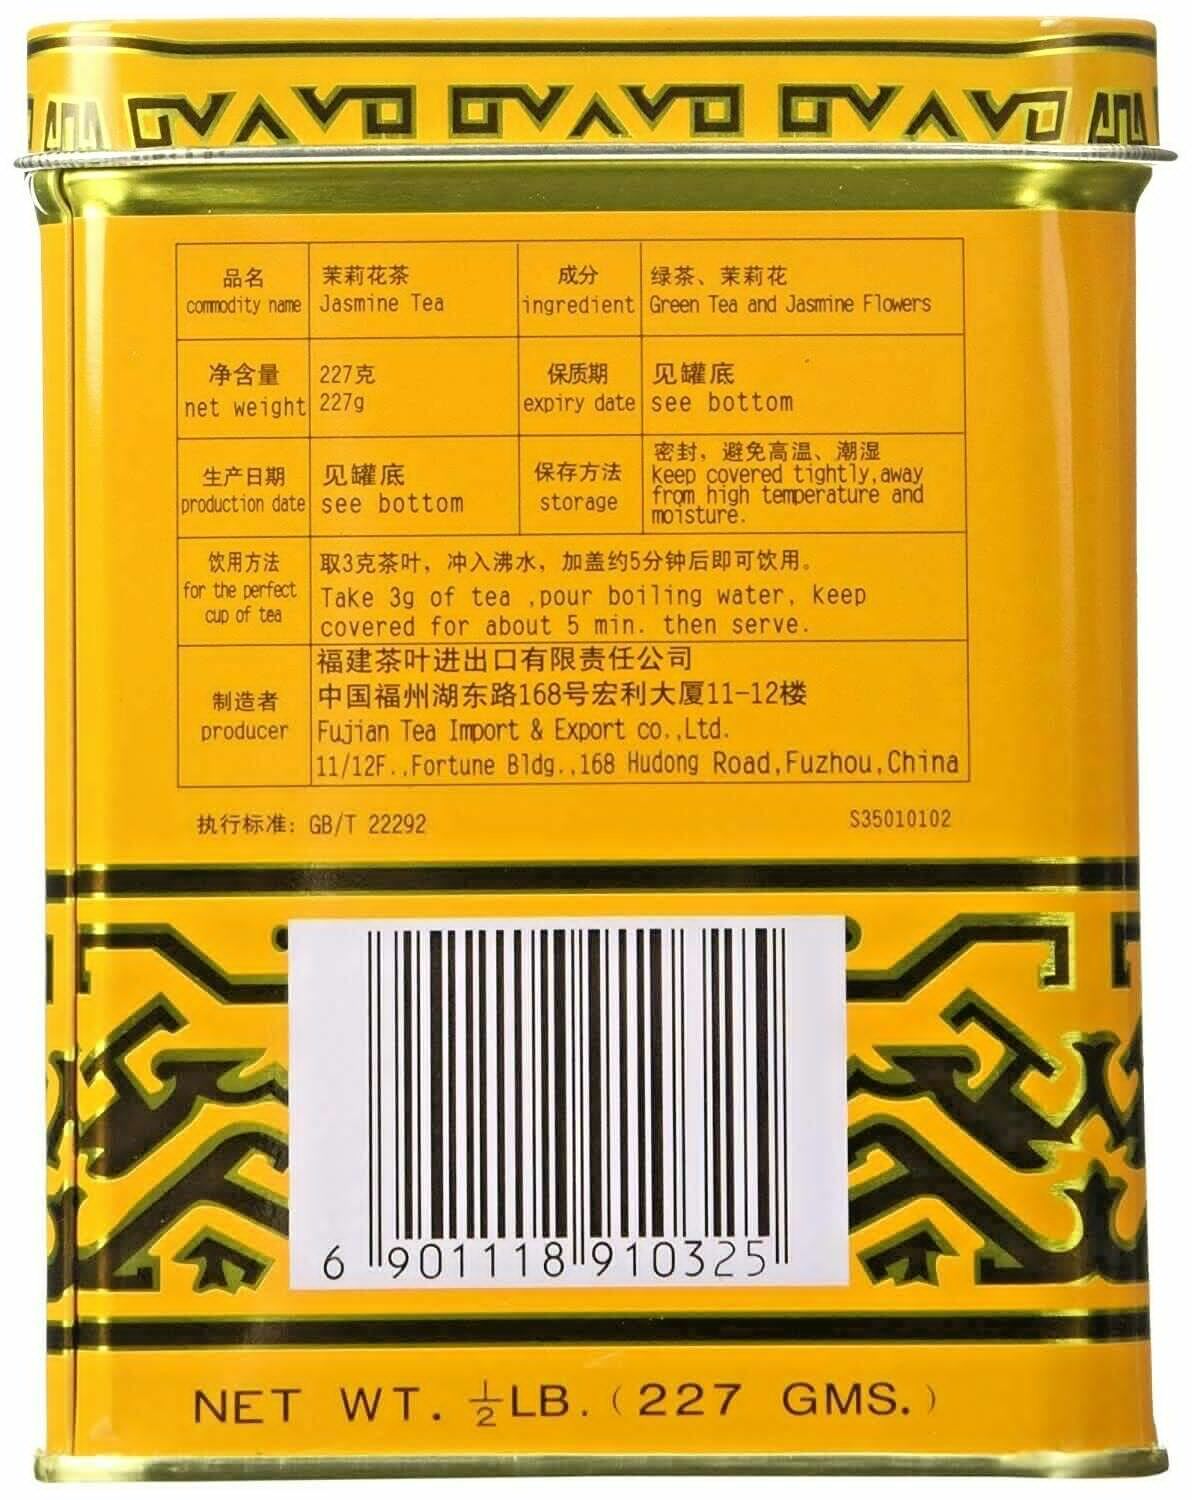 品名
commodity name
茉莉花茶
Jasmine Tea
成分
ingredient
绿茶、茉莉花
Green Tea and Jasmine Flowers
净含量
net weight
227克
227g
保质期
expiry date
见罐底
see bottom
生产日期
production date
见罐底
see bottom
保存方法
storage
密封，避免高温、潮湿
Keep covered tightly,away
from high temperature and
moisture.
饮用方法
for the perfect
cup of tea
取3克茶叶，冲入沸水，加盖约5分钟后即可饮用。
Take 3g of tea ,pour boiling water, keep
covered for about 5 min. then serve.
制造者
producer
福建茶叶进出口有限责任公司
中国福州湖东路168号宏利大厦11-12楼
Fujian Tea Import & Export co.,Ltd.
11/12F.,Fortune Bldg.,168 Hudong Road,Fuzhou,China
执行标准: GB/T 22292
S35010102
6 901118 910325
NET WT. ½LB. (227 GMS.)